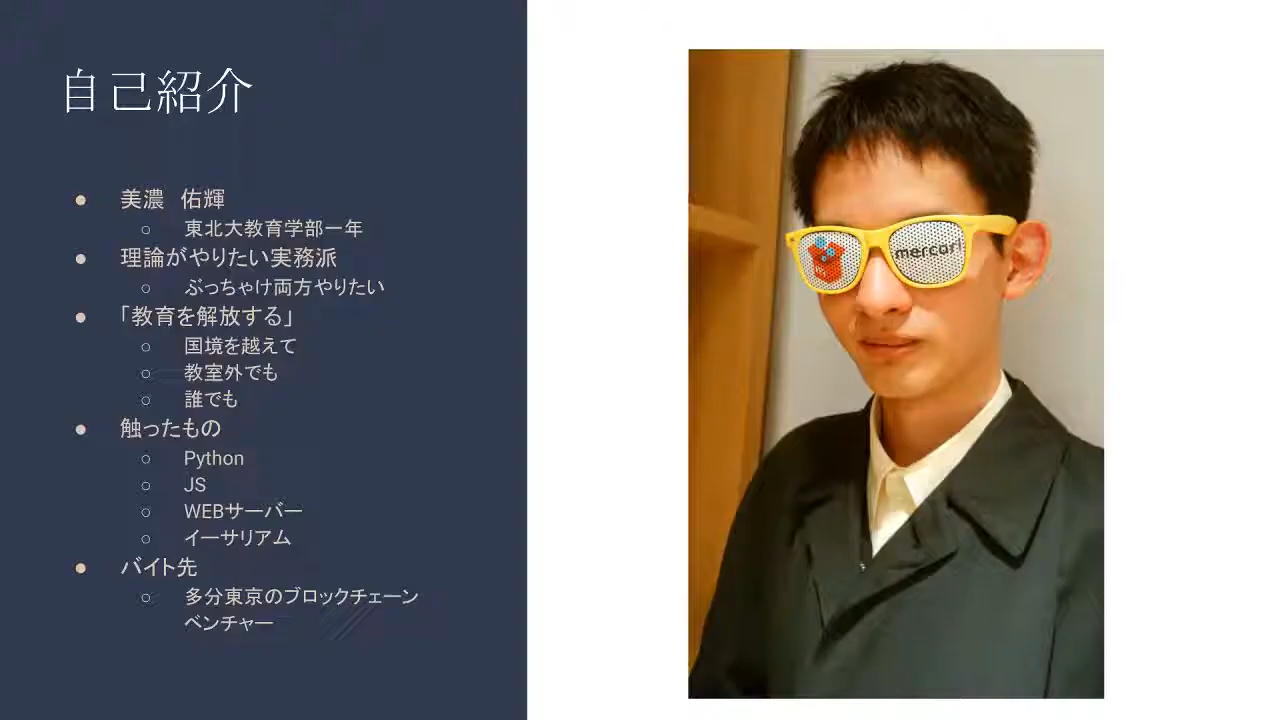 自己紹介
美濃　佑輝
東北大教育学部一年
理論がやりたい実務派
ぶっちゃけ両方やりたい
「教育を解放する」
国境を越えて
教室外でも
誰でも
触ったもの
Python
JS
WEBサーバー
イーサリアム
バイト先
多分東京のブロックチェーン
ベンチャー
mercari